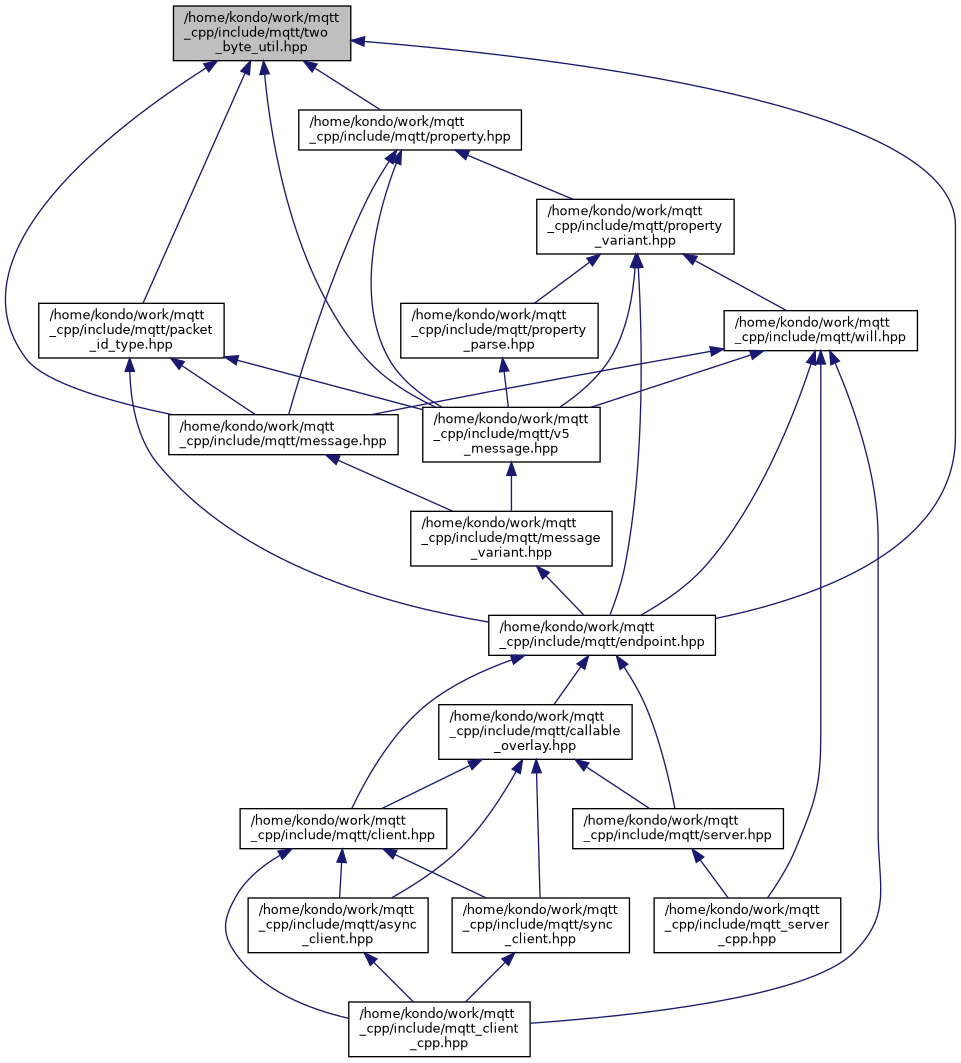 /home/kondo/work/mqtt
_cpp/include/mqtt/two
_byte_util.hpp
/home/kondo/work/mqtt
_cpp/include/mqtt/property.hpp
/home/kondo/work/mqtt
_cpp/include/mqtt/property
_variant.hpp
/home/kondo/work/mqtt
_cpp/include/mqtt/packet
_id_type.hpp
/home/kondo/work/mqtt
_cpp/include/mqtt/property
_parse.hpp
/home/kondo/work/mqtt
_cpp/include/mqtt/will.hpp
/home/kondo/work/mqtt
_cpp/include/mqtt/message.hpp
/home/kondo/work/mqtt
_cpp/include/mqtt/v5
_message.hpp
/home/kondo/work/mqtt
_cpp/include/mqtt/message
_variant.hpp
/home/kondo/work/mqtt
_cpp/include/mqtt/endpoint.hpp
/home/kondo/work/mqtt
_cpp/include/mqtt/callable
_overlay.hpp
/home/kondo/work/mqtt
_cpp/include/mqtt/client.hpp
/home/kondo/work/mqtt
_cpp/include/mqtt/server.hpp
/home/kondo/work/mqtt
_cpp/include/mqtt/async
_client.hpp
/home/kondo/work/mqtt
_cpp/include/mqtt/sync
_client.hpp
/home/kondo/work/mqtt
_cpp/include/mqtt_server
_cpp.hpp
/home/kondo/work/mqtt
_cpp/include/mqtt_client
_cpp.hpp